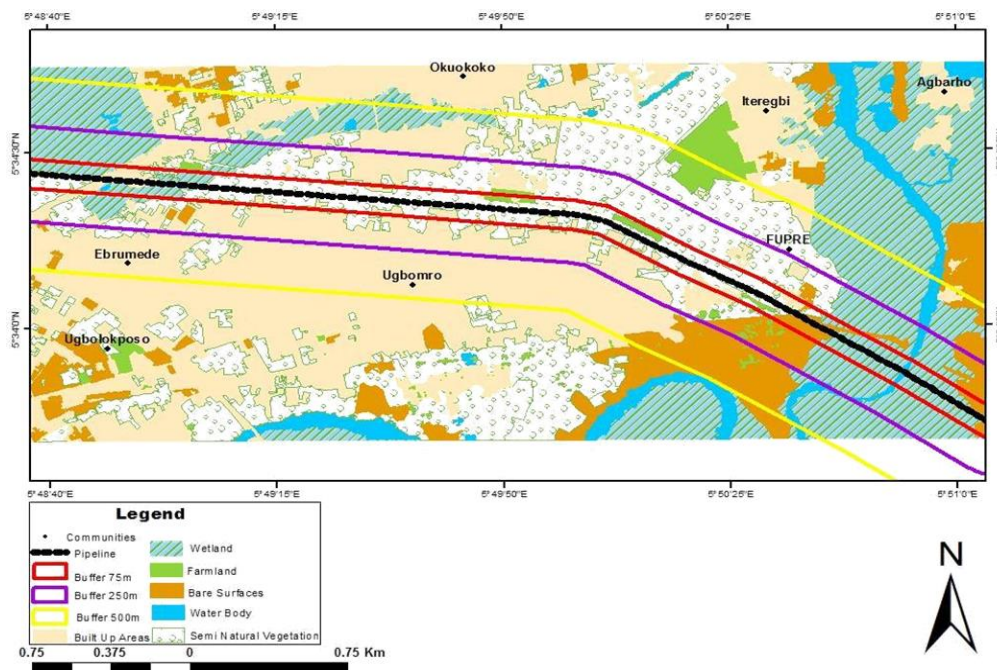 5°48'40"E 5°49'15"E 5°49'50"E 5°50'25"E 5°51'0"E
Okuokoko
Agbarho
Iteregbi
5°34'30"N
FUPRE
Ebrumede
Ugbomro
5°34'0"N
Ugbolokposo
5°48'40"E 5°49'15"E 5°49'50"E 5°50'25"E 5°51'0"E
Legend
Communities
Pipeline
Buffer 75m
Buffer 250m
Buffer 500m
Built Up Areas
Wetland
Farmland
Bare Surfaces
Water Body
Semi Natural Vegetation
0.75 0.375 0 0.75 Km
N